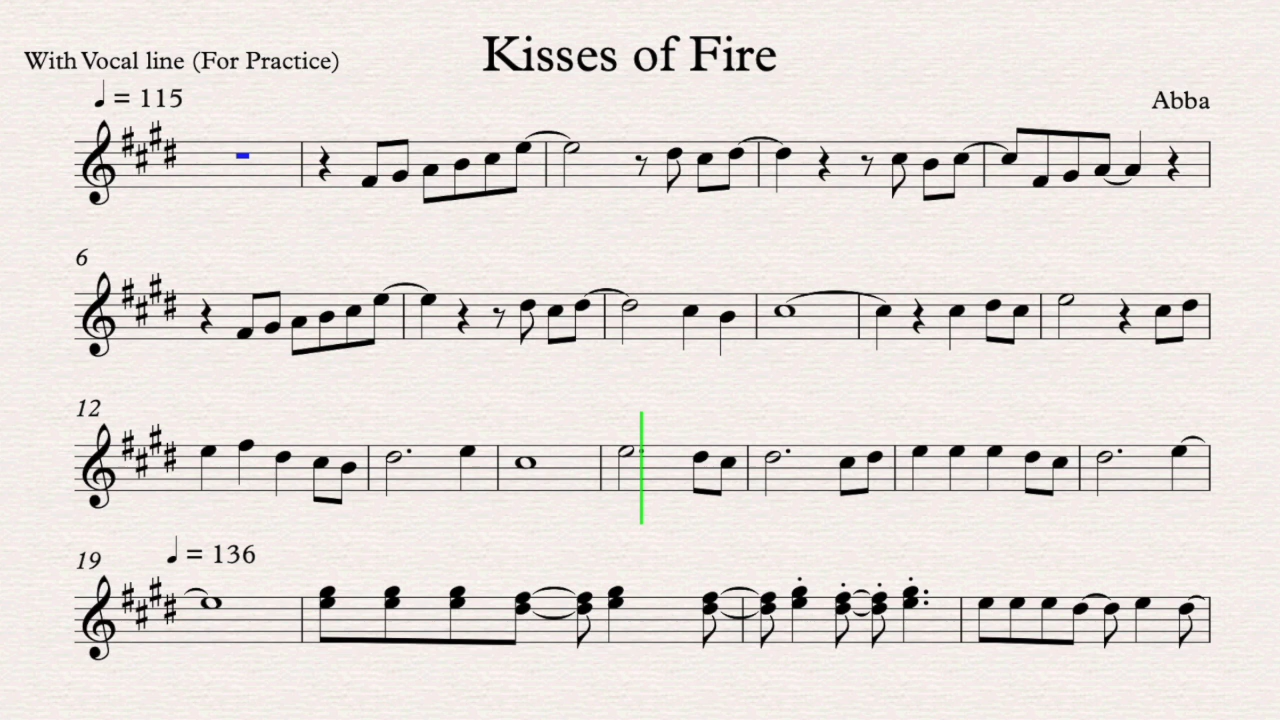 Kisses of Fire
With Vocal line (For Practice)
= 115
Abba
6
12
19
= 136